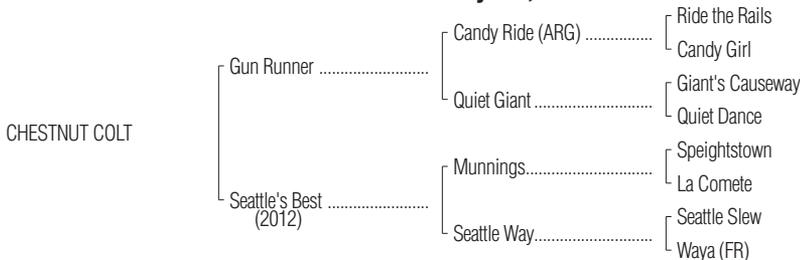 Ride the Rails
Candy Ride (ARG) ................
Candy Girl
Gun Runner ..........................
Giant's Causeway
Quiet Giant ............................
Quiet Dance
CHESTNUT COLT
Speightstown
Munnings..............................
La Comete
Seattle's Best ........................
(2012)
Seattle Slew
Seattle Way............................
Waya (FR)